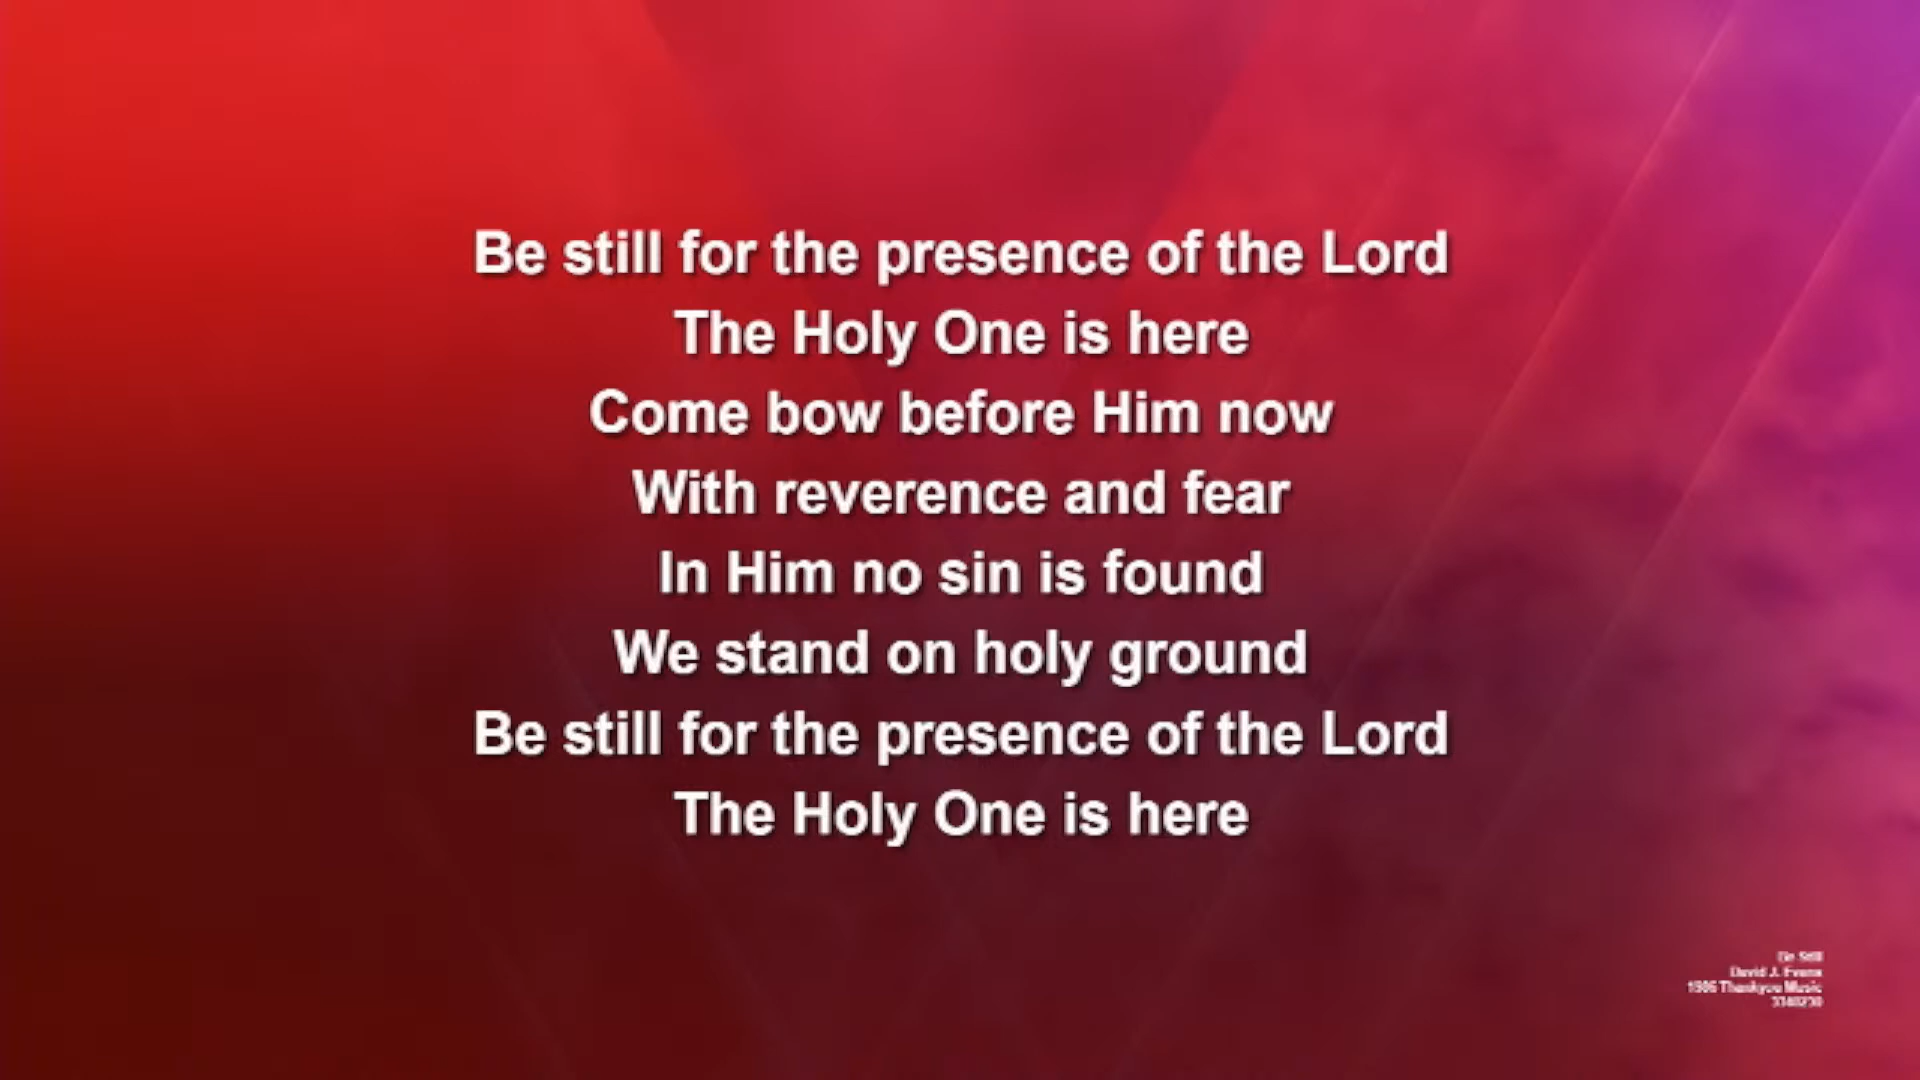 Be still for the presence of the Lord
The Holy One is here
Come bow before Him now
With reverence and fear
In Him no sin is found
We stand on holy ground
Be still for the presence of the Lord
The Holy One is here
Be Still
David J. Evans
1986 Thankyou Music